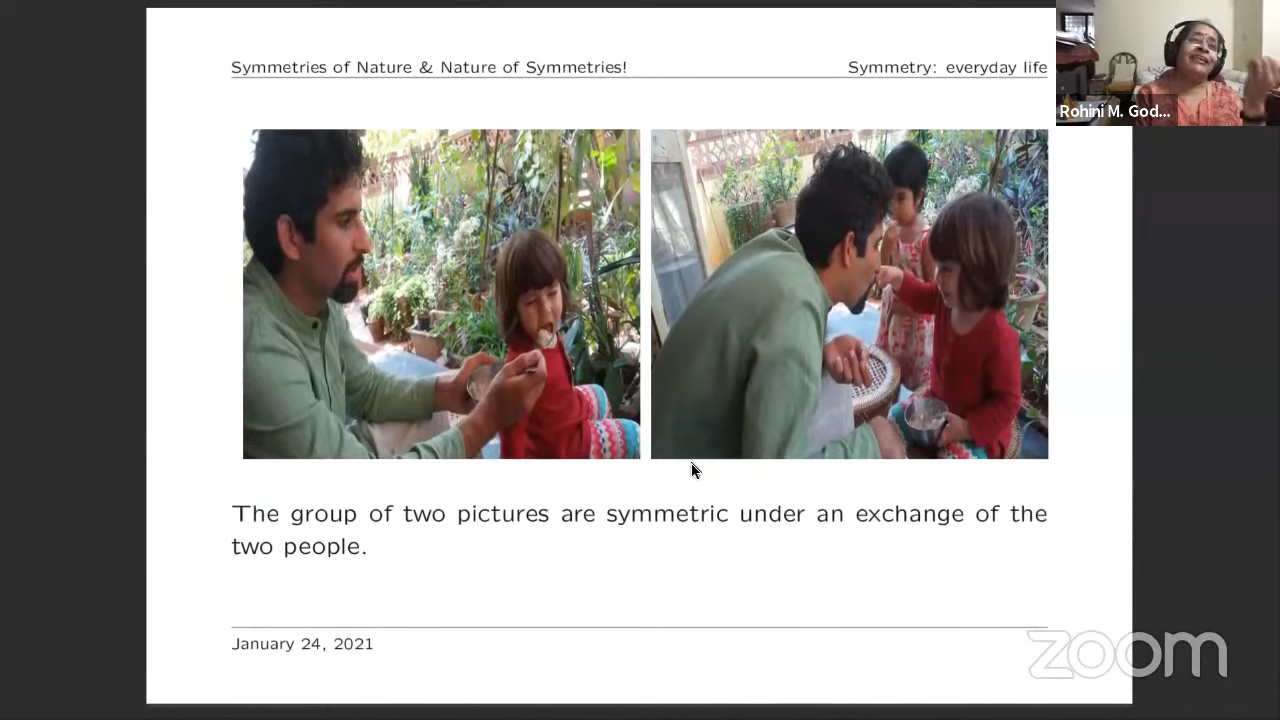 Symmetries of Nature & Nature of Symmetries!
Symmetry: everyday life
Rohini M. God...
The group of two pictures are symmetric under an exchange of the
two people.
January 24, 2021
zoom